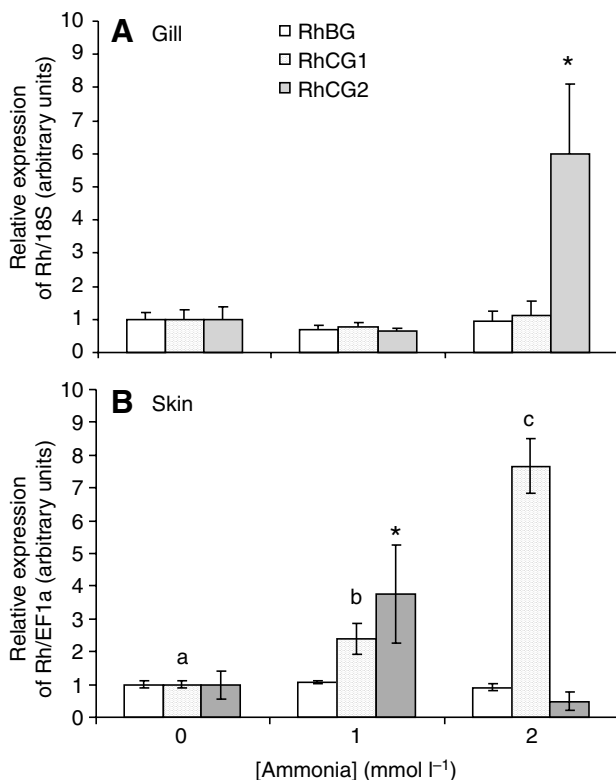 A Gill
RhBG
RhCG1
RhCG2
Relative expression
of Rh/18S (arbitrary units)
10
9
8
7
6
5
4
3
2
1
0
*
B Skin
Relative expression
of Rh/EF1a (arbitrary units)
10
9
8
7
6
5
4
3
2
1
0
a
b
*
c
0 1 2
[Ammonia] (mmol l⁻¹)